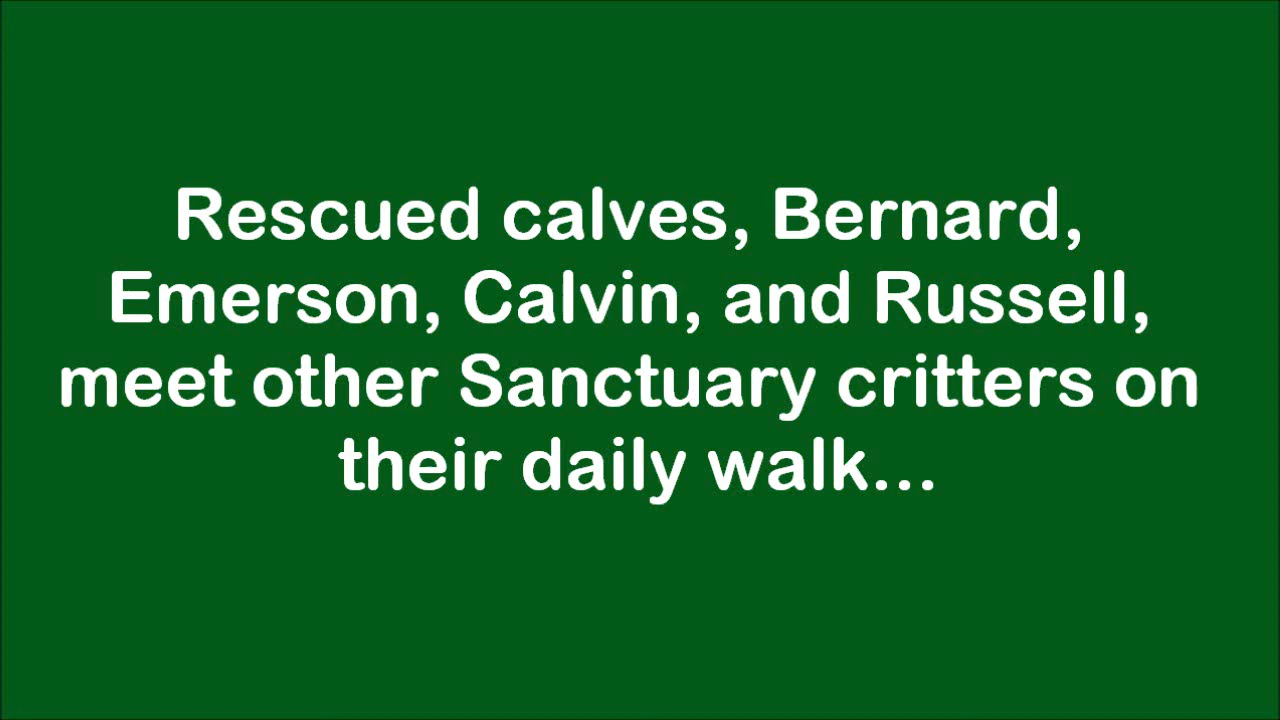 Rescued calves, Bernard,
Emerson, Calvin, and Russell,
meet other Sanctuary critters on
their daily walk...